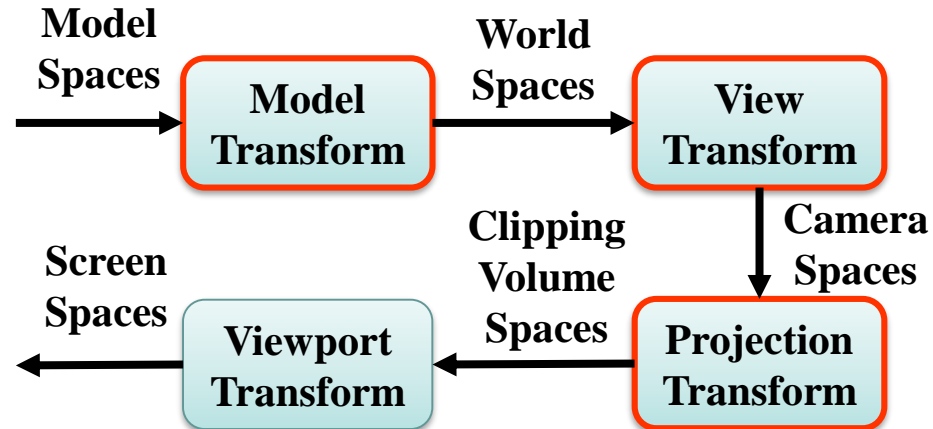 Model
Spaces
Model
Transform
World
Spaces
View
Transform
Camera
Spaces
Projection
Transform
Clipping
Volume
Spaces
Viewport
Transform
Screen
Spaces